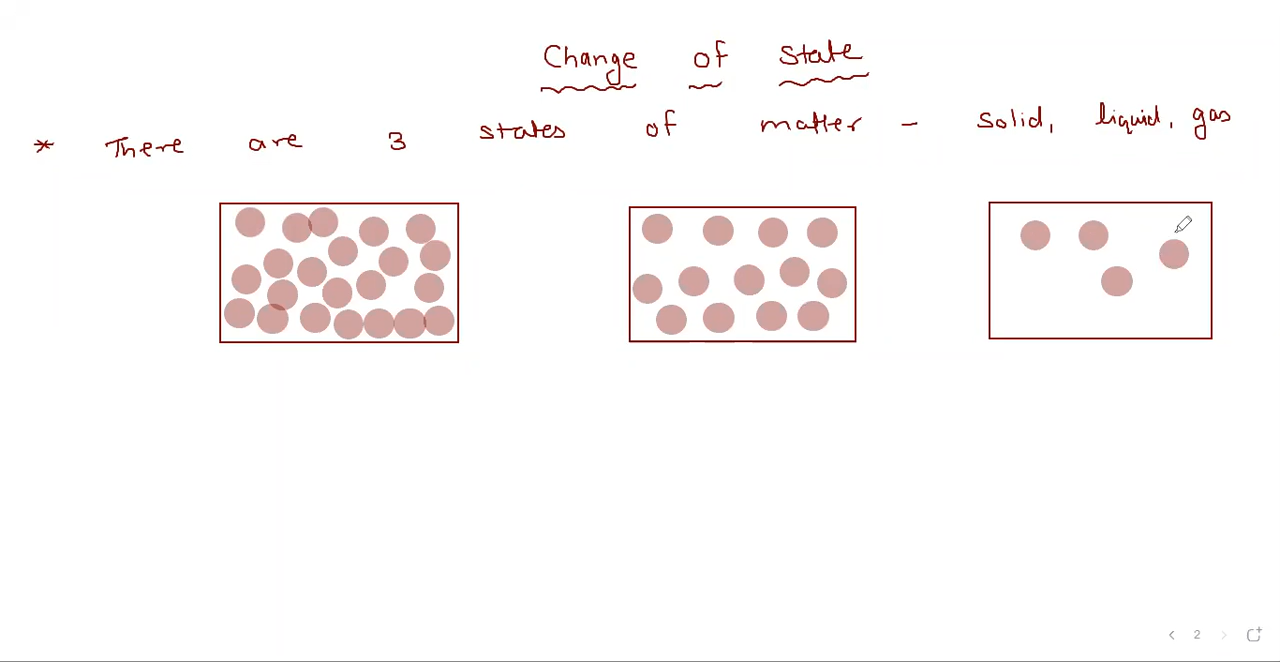 Change of state
* There are 3 states of matter - solid, liquid, gas
2